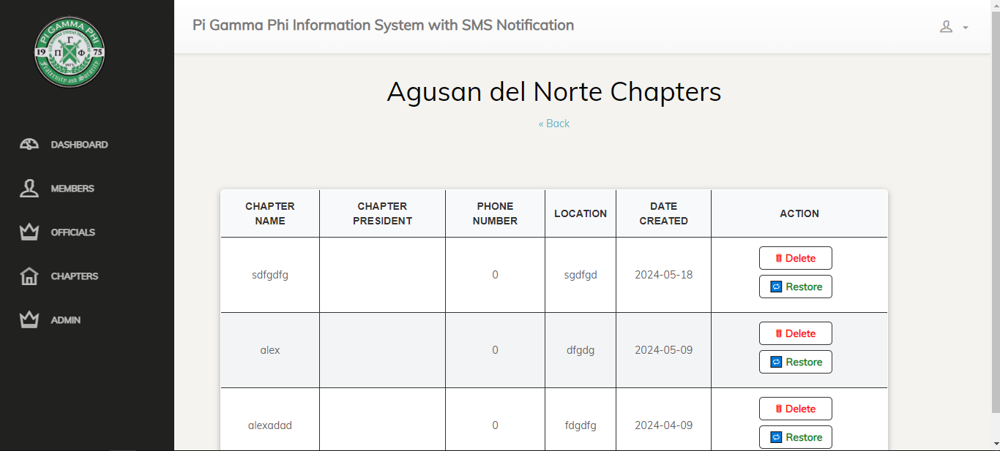 PI GAMMA PHI
19 75
Γ
Π Φ
INT'L
Fraternity and Sorority
Pi Gamma Phi Information System with SMS Notification
DASHBOARD
MEMBERS
OFFICIALS
CHAPTERS
ADMIN
Agusan del Norte Chapters
« Back
CHAPTER NAME CHAPTER PRESIDENT PHONE NUMBER LOCATION DATE CREATED ACTION
sdfgdfg 0 sgdfgd 2024-05-18 Delete
Restore
alex 0 dfgdg 2024-05-09 Delete
Restore
alexadad 0 fdgdfg 2024-04-09 Delete
Restore